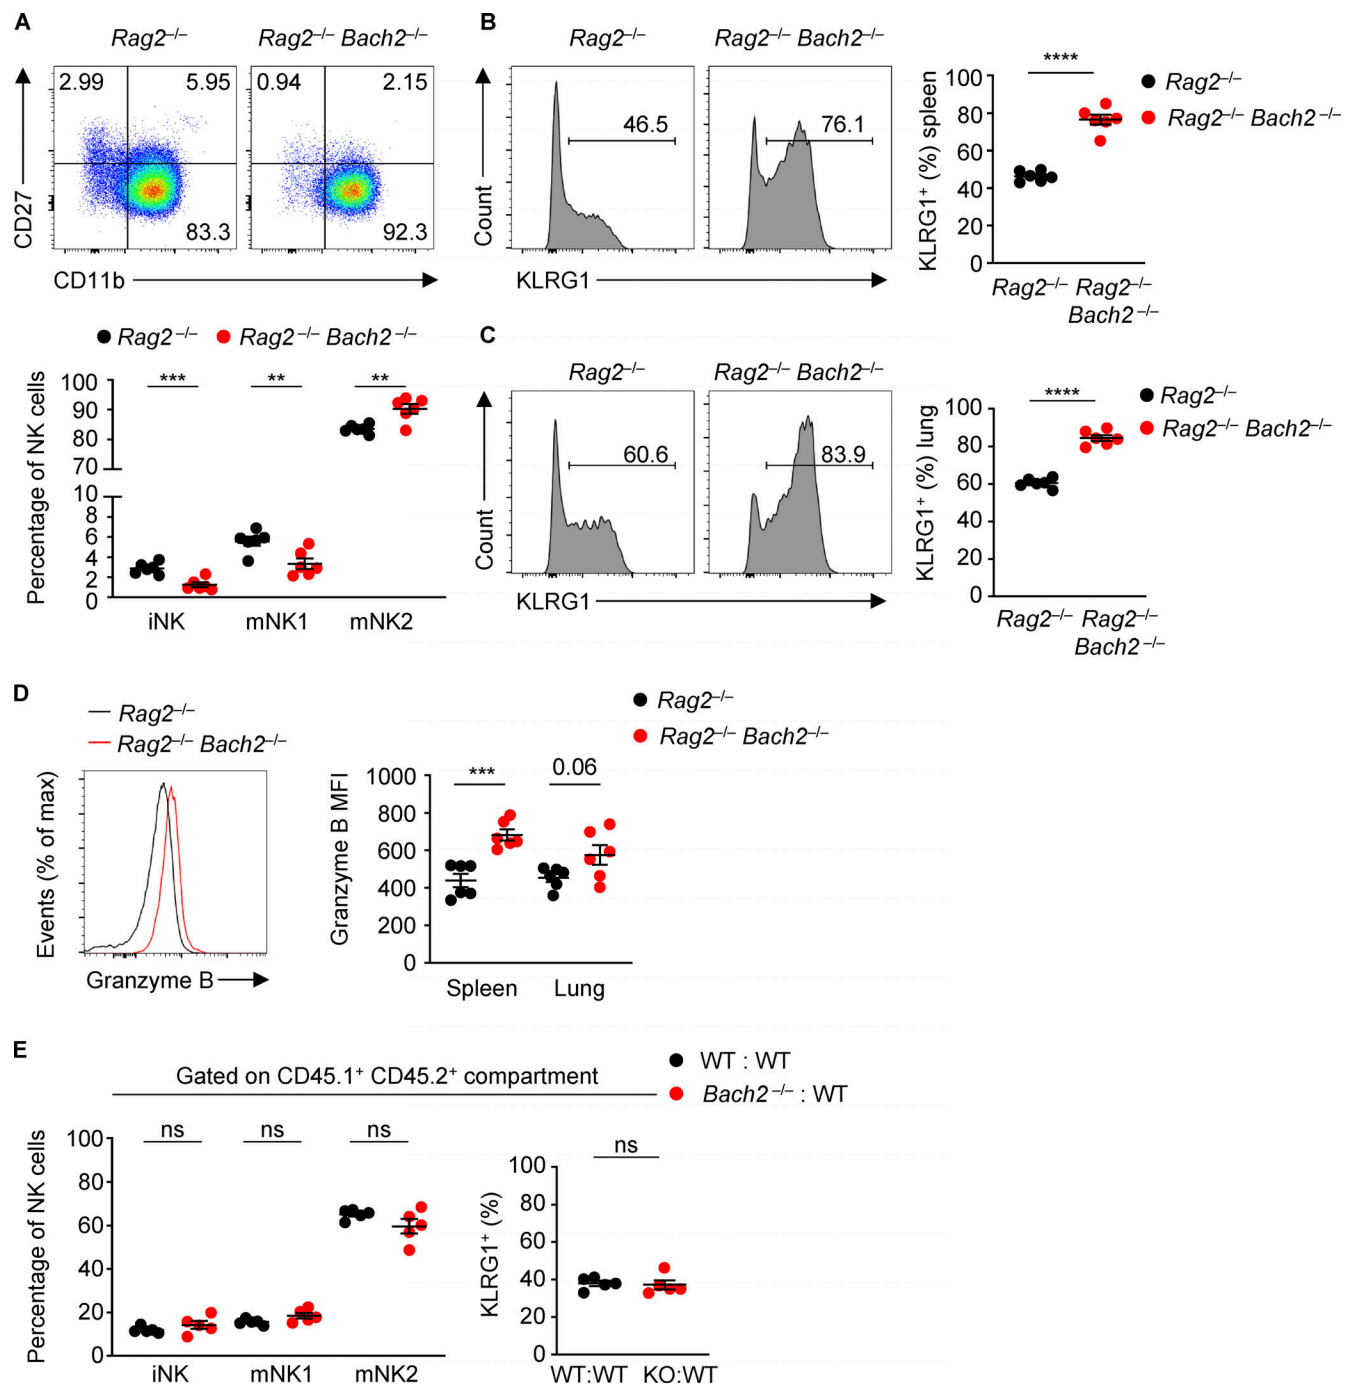 A
Rag2–/–
Rag2–/– Bach2–/–
2.99
5.95
0.94
2.15
83.3
92.3
CD27
CD11b
Rag2–/–
Rag2–/– Bach2–/–
Percentage of NK cells
100
90
80
70
10
8
6
4
2
0
***
**
**
iNK
mNK1
mNK2
B
Rag2–/–
Rag2–/– Bach2–/–
46.5
76.1
Count
KLRG1
KLRG1+ (%) spleen
100
80
60
40
20
0
****
Rag2–/–
Rag2–/– Bach2–/–
Rag2–/–
Rag2–/–
Bach2–/–
C
Rag2–/–
Rag2–/– Bach2–/–
60.6
83.9
Count
KLRG1
KLRG1+ (%) lung
100
80
60
40
20
0
****
Rag2–/–
Rag2–/– Bach2–/–
Rag2–/–
Rag2–/–
Bach2–/–
D
Rag2–/–
Rag2–/– Bach2–/–
Events (% of max)
Granzyme B
Rag2–/–
Rag2–/– Bach2–/–
Granzyme B MFI
1000
800
600
400
200
0
***
0.06
Spleen
Lung
E
Gated on CD45.1+ CD45.2+ compartment
WT : WT
Bach2–/– : WT
Percentage of NK cells
100
80
60
40
20
0
ns
ns
ns
iNK
mNK1
mNK2
KLRG1+ (%)
100
80
60
40
20
0
ns
WT:WT
KO:WT